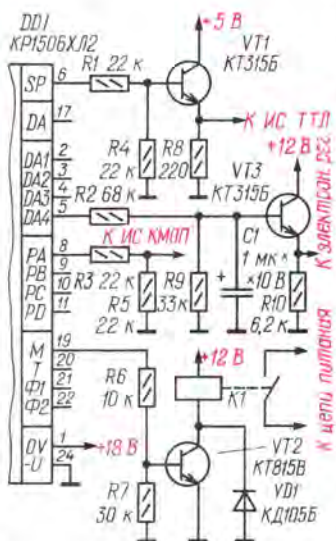 DD1
КР1506ХЛ2
SP
6
R1 22 к
+5 В
VT1
КТ315Б
DA
17
R4
22 к
R8
220
К ИС ТТЛ
+12 В
DA1
2
DA2
3
DA3
4
DA4
5
R2 68 к
VT3
КТ315Б
К ИС КМОП
PA
8
PB
9
PC
10
PD
11
R3 22 к
R5
22 к
R9
33 к
C1
1 мк ×
×10 В
+
R10
6,2 к
К электрон. рег.
М
19
Т
20
Ф1
21
Ф2
22
R6
10 к
+12 В
K1
К цепи питания
0V
1
-U
24
+18 В
R7
30 к
VT2
КТ815В
VD1
КД105Б